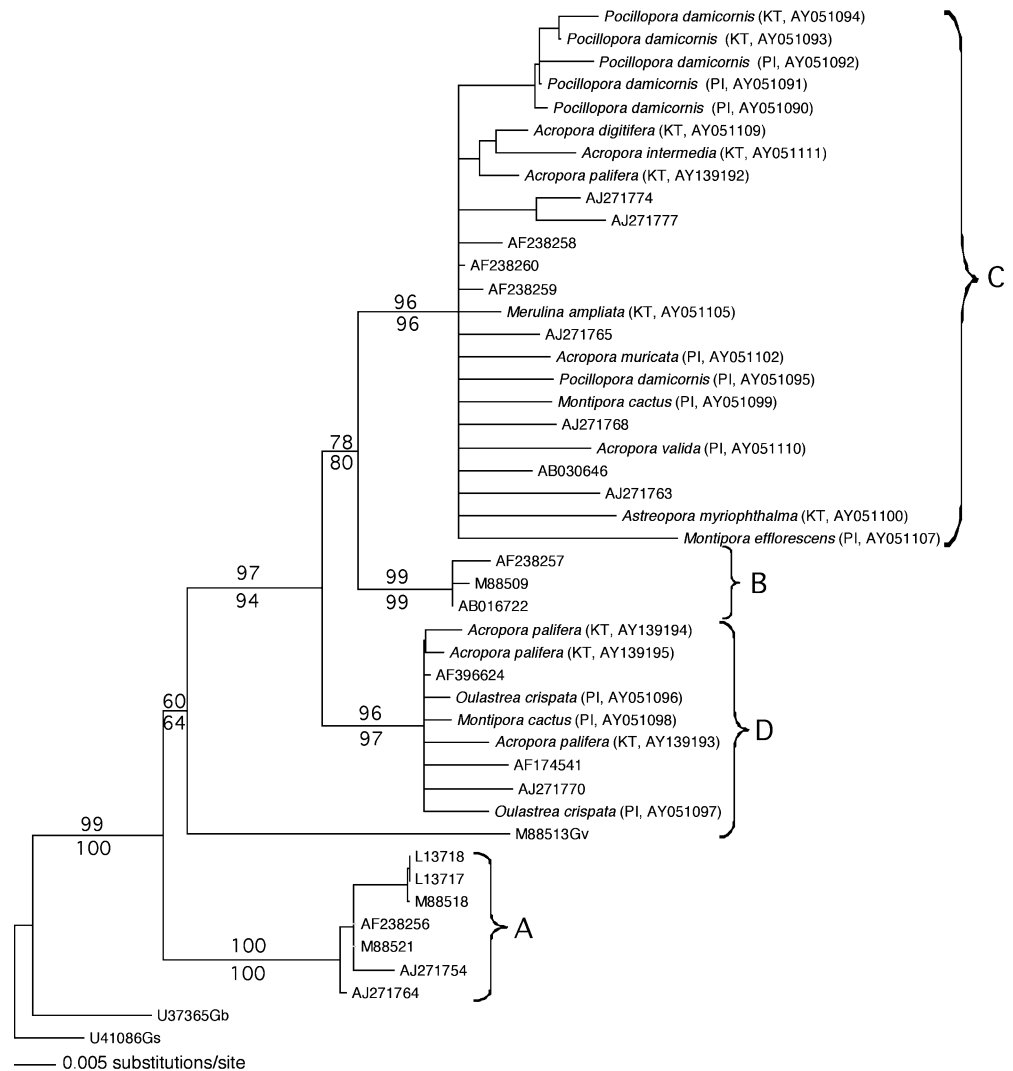 Pocillopora damicornis (KT, AY051094)
Pocillopora damicornis (KT, AY051093)
Pocillopora damicornis (PI, AY051092)
Pocillopora damicornis (PI, AY051091)
Pocillopora damicornis (PI, AY051090)
Acropora digitifera (KT, AY051109)
Acropora intermedia (KT, AY051111)
Acropora palifera (KT, AY139192)
AJ271774
AJ271777
AF238258
AF238260
C
AF238259
96
Merulina ampliata (KT, AY051105)
96
AJ271765
Acropora muricata (PI, AY051102)
Pocillopora damicornis (PI, AY051095)
Montipora cactus (PI, AY051099)
AJ271768
78
Acropora valida (PI, AY051110)
80
AB030646
AJ271763
Astreopora myriophthalma (KT, AY051100)
Montipora efflorescens (PI, AY051107)
AF238257
97
99
M88509
B
94
99
AB016722
Acropora palifera (KT, AY139194)
Acropora palifera (KT, AY139195)
AF396624
60
Oulastrea crispata (PI, AY051096)
64
96
Montipora cactus (PI, AY051098)
D
97
Acropora palifera (KT, AY139193)
AF174541
AJ271770
Oulastrea crispata (PI, AY051097)
99
M88513Gv
100
L13718
L13717
M88518
AF238256
A
100
M88521
100
AJ271754
AJ271764
U37365Gb
U41086Gs
0.005 substitutions/site